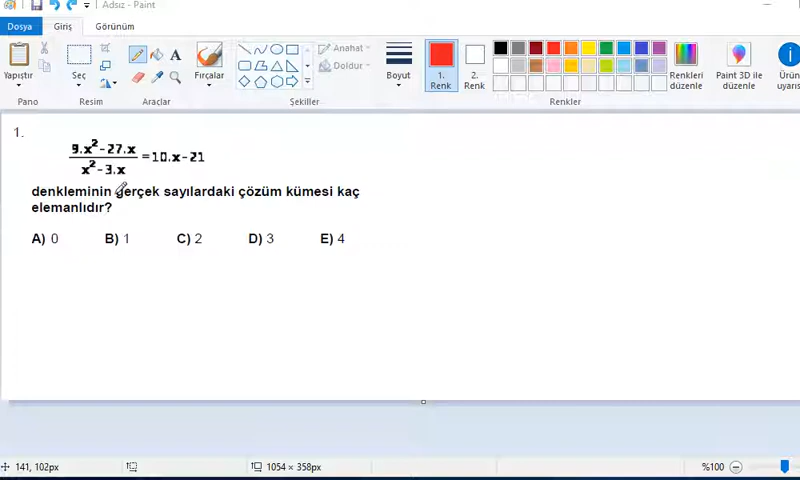 Adsız - Paint
Dosya Giriş Görünüm
Yapıştır
Seç
Fırçalar
Anahat
Doldur
Boyut
1.
Renk
2.
Renk
Renkleri
düzenle
Paint 3D ile
düzenle
Ürün
uyarıs
Pano Resim Araçlar Şekiller Renkler
1.
9.x²-27.x
x²-3.x
=10.x-21
denkleminin gerçek sayılardaki çözüm kümesi kaç
elemanlıdır?
A) 0 B) 1 C) 2 D) 3 E) 4
141, 102px 1054 × 358px %100